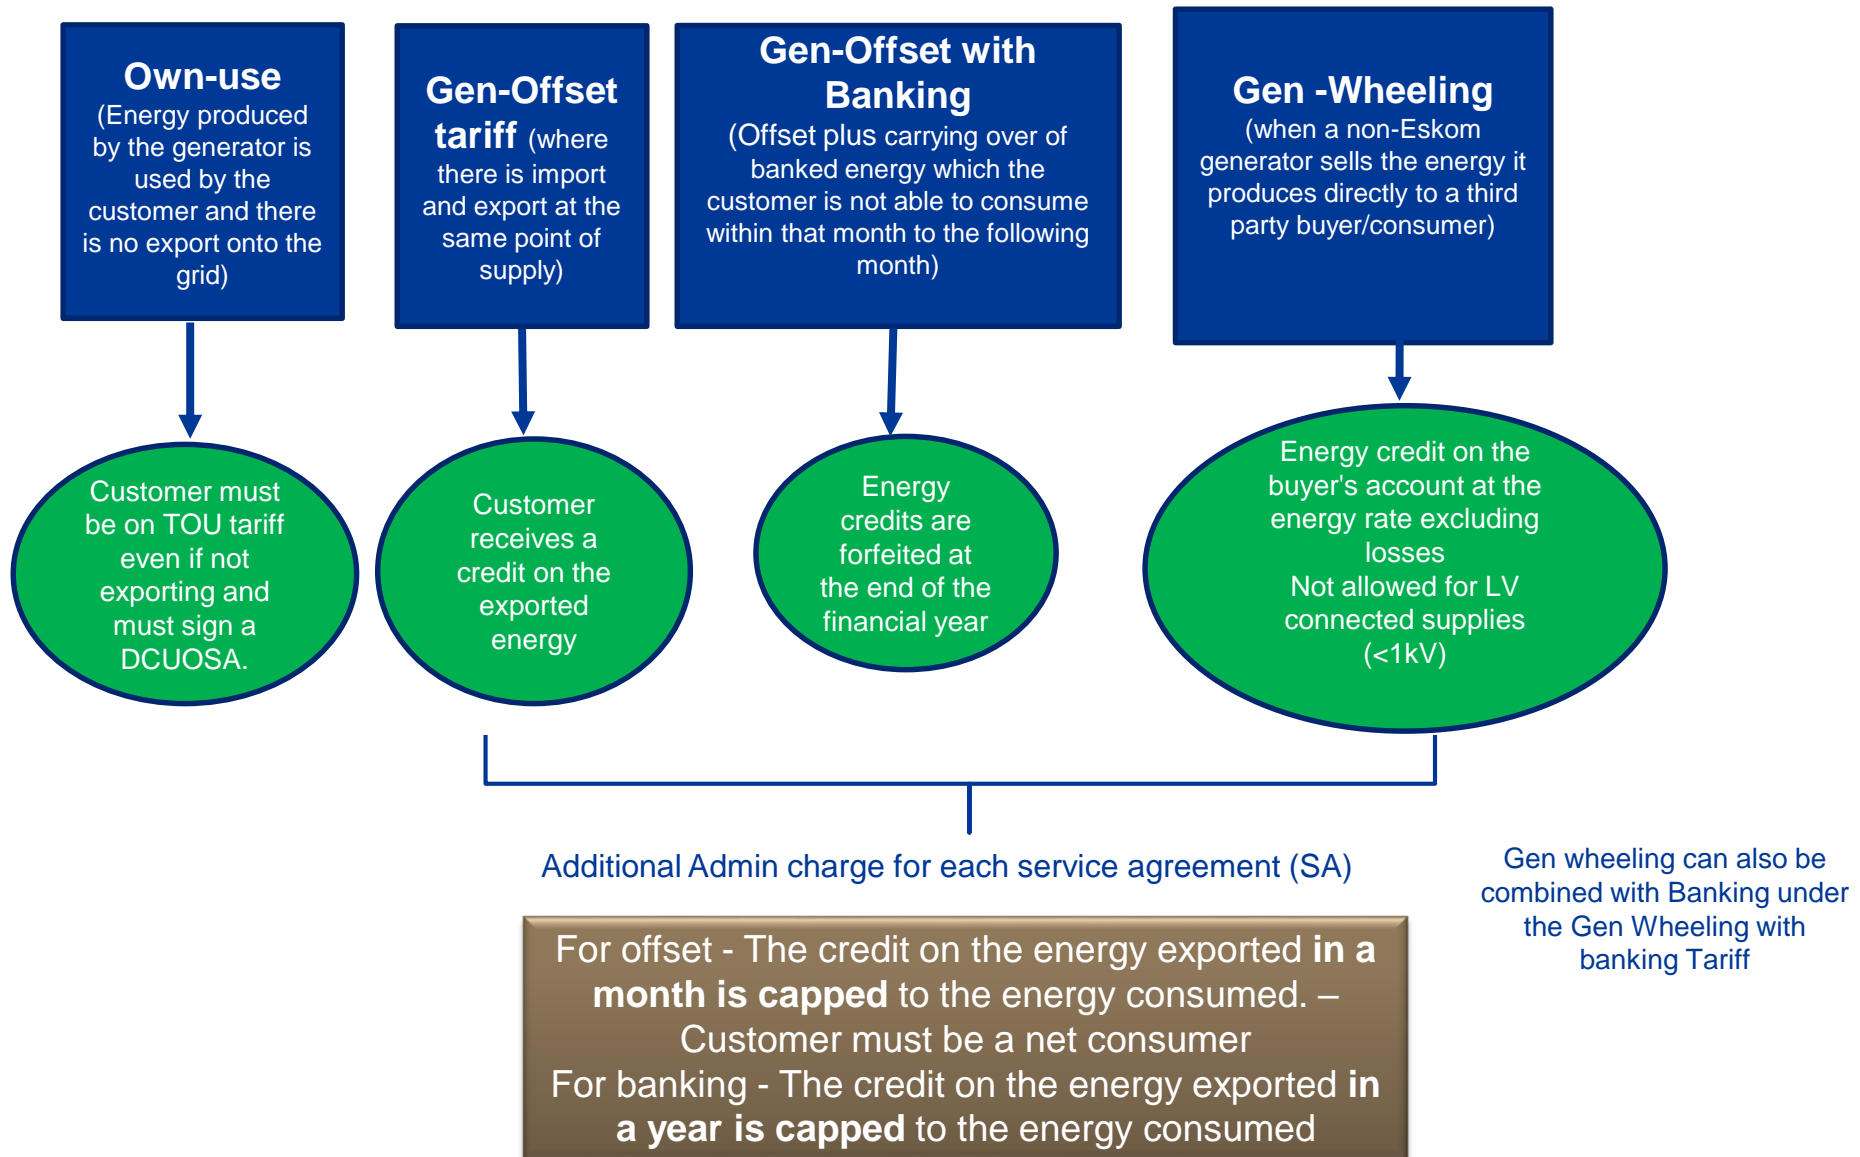 Own-use
(Energy produced
by the generator is
used by the
customer and there
is no export onto the
grid)
Gen-Offset
tariff (where
there is import
and export at the
same point of
supply)
Gen-Offset with
Banking
(Offset plus carrying over of
banked energy which the
customer is not able to consume
within that month to the following
month)
Gen -Wheeling
(when a non-Eskom
generator sells the energy it
produces directly to a third
party buyer/consumer)
Customer must
be on TOU tariff
even if not
exporting and
must sign a
DCUOSA.
Customer
receives a
credit on the
exported
energy
Energy
credits are
forfeited at
the end of the
financial year
Energy credit on the
buyer's account at the
energy rate excluding
losses
Not allowed for LV
connected supplies
(<1kV)
Additional Admin charge for each service agreement (SA)
Gen wheeling can also be
combined with Banking under
the Gen Wheeling with
banking Tariff
For offset - The credit on the energy exported in a
month is capped to the energy consumed. –
Customer must be a net consumer
For banking - The credit on the energy exported in
a year is capped to the energy consumed